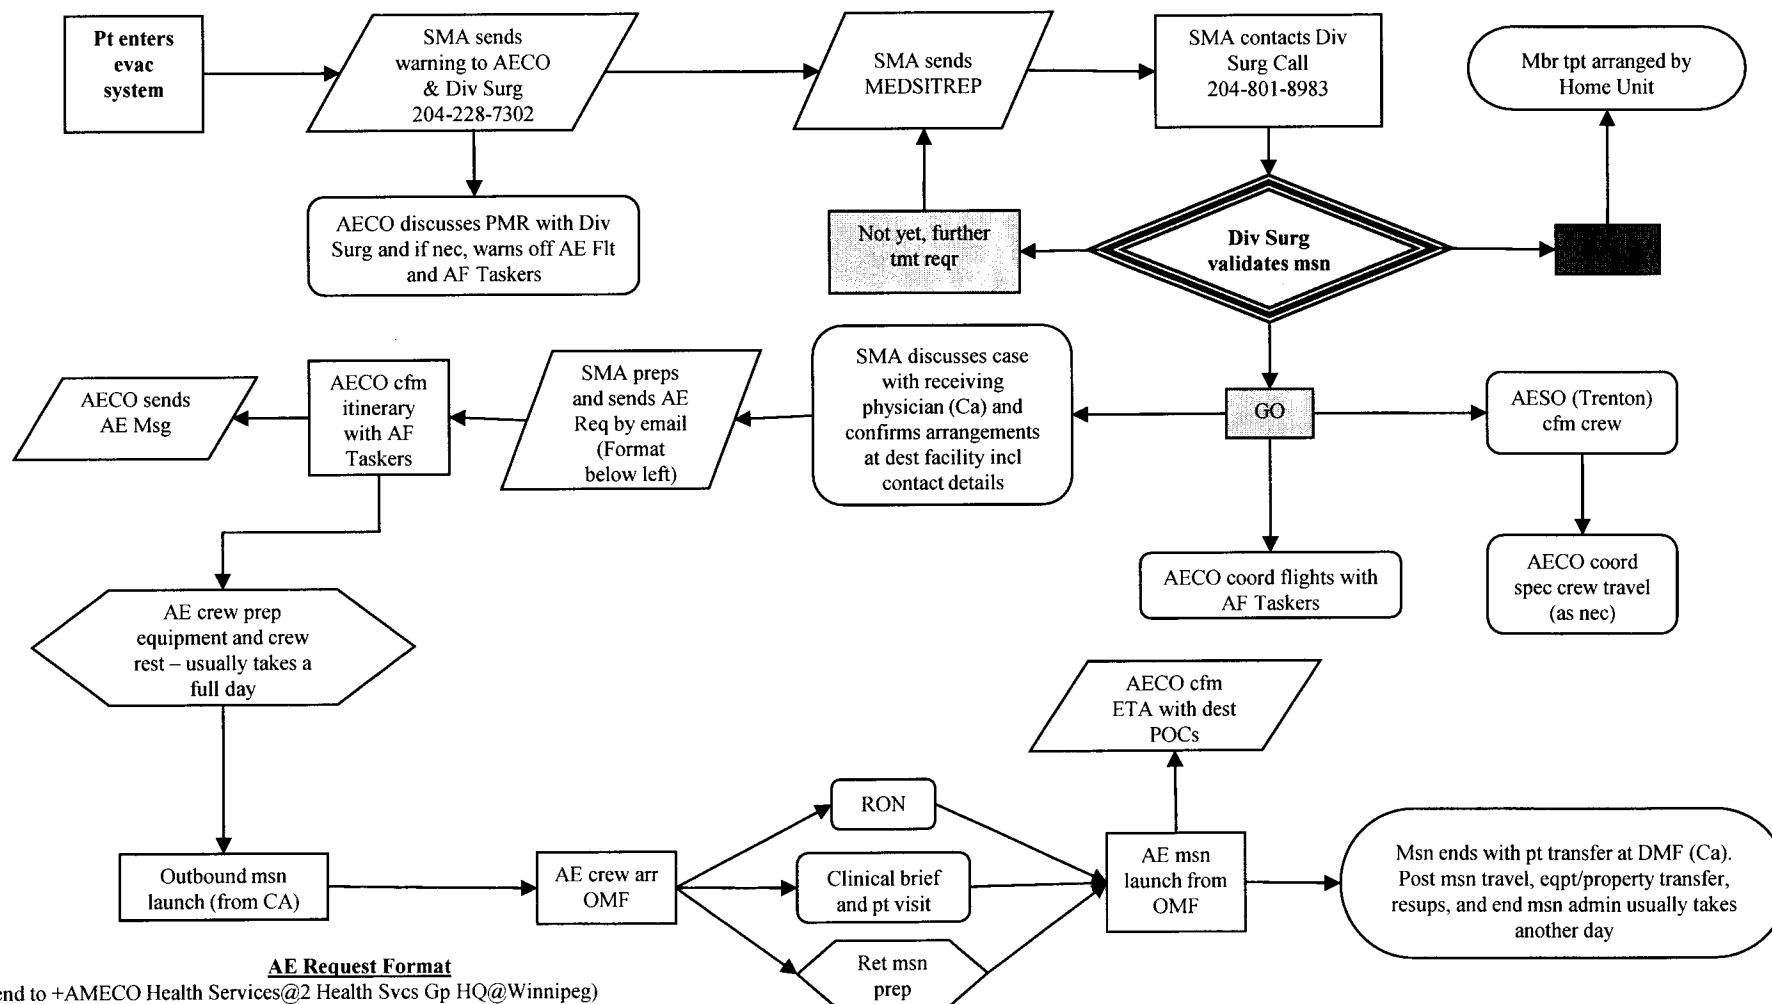 Pt enters
evac
system
SMA sends
warning to AECO
& Div Surg
204-228-7302
SMA sends
MEDSITREP
SMA contacts Div
Surg Call
204-801-8983
Mbr tpt arranged by
Home Unit
AECO discusses PMR with Div
Surg and if nec, warns off AE Flt
and AF Taskers
Not yet, further
tmt reqr
Div Surg
validates msn
AECO sends
AE Msg
AECO cfm
itinerary
with AF
Taskers
SMA preps
and sends AE
Req by email
(Format
below left)
SMA discusses case
with receiving
physician (Ca) and
confirms arrangements
at dest facility incl
contact details
GO
AESO (Trenton)
cfm crew
AECO coord flights with
AF Taskers
AECO coord
spec crew travel
(as nec)
AE crew prep
equipment and crew
rest – usually takes a
full day
AECO cfm
ETA with dest
POCs
Outbound msn
launch (from CA)
AE crew arr
OMF
RON
Clinical brief
and pt visit
Ret msn
prep
AE msn
launch from
OMF
Msn ends with pt transfer at DMF (Ca).
Post msn travel, eqpt/property transfer,
resups, and end msn admin usually takes
another day
AE Request Format
end to +AMECO Health Services@2 Health Svcs Gp HQ@Winnipeg)